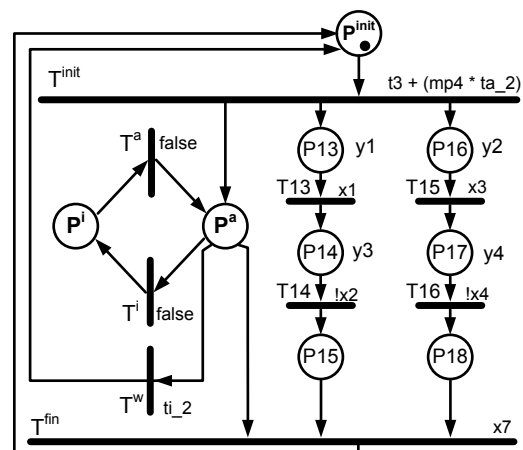 P^init
T^init t3 + (mp4 * ta_2)
T^a false
P13 y1 P16 y2
T13 x1 T15 x3
P^i P^a
P14 y3 P17 y4
T^i false
T14 !x2 T16 !x4
P15 P18
T^w ti_2
T^fin x7